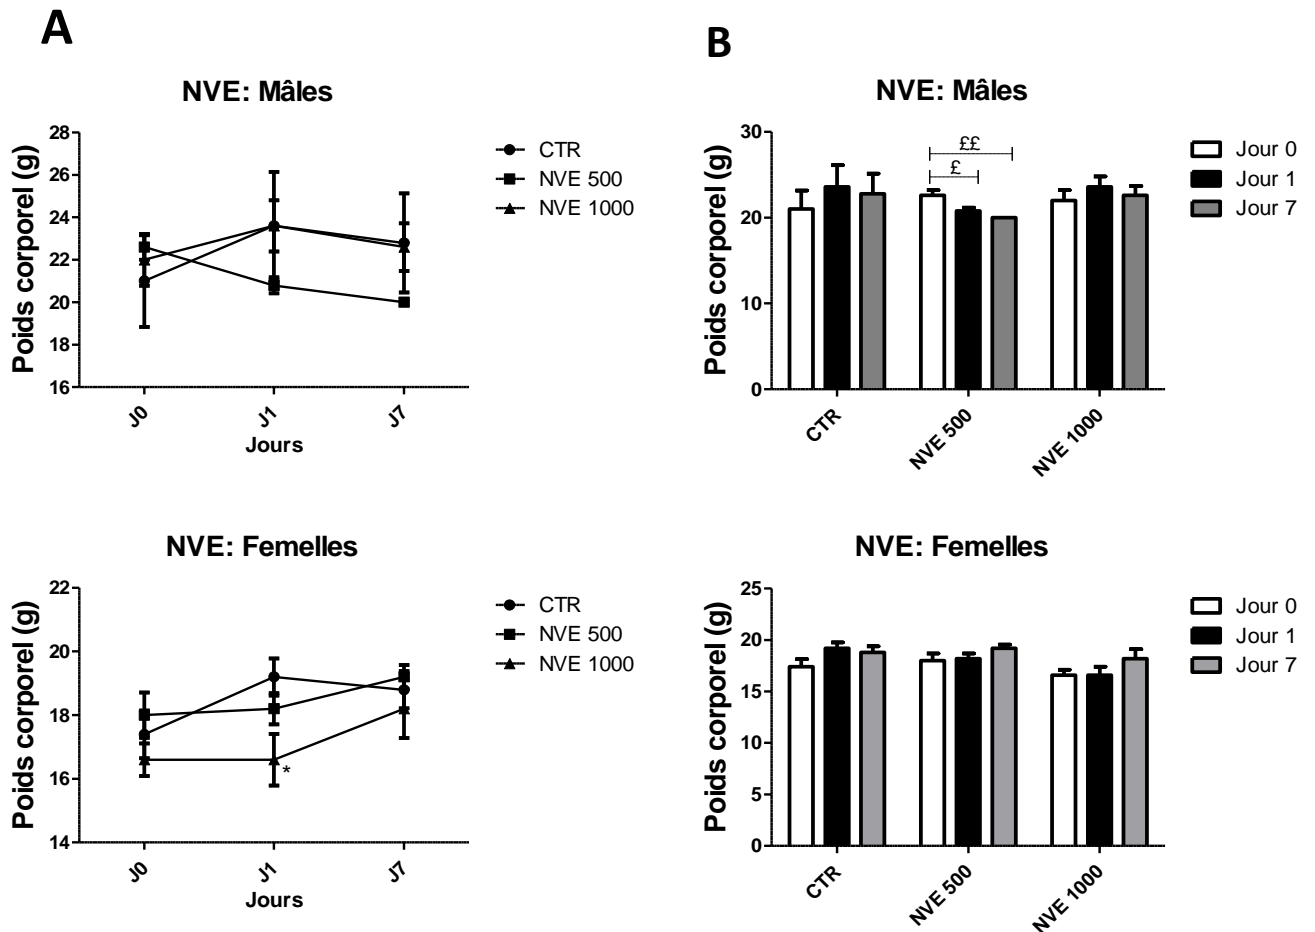 A
NVE: Mâles
Poids corporel (g)
28
26
24
22
20
18
16
J0
J1
J7
Jours
CTR
NVE 500
NVE 1000
B
NVE: Mâles
Poids corporel (g)
30
20
10
0
££
£
CTR
NVE 500
NVE 1000
Jour 0
Jour 1
Jour 7
NVE: Femelles
Poids corporel (g)
22
20
18
16
14
*
J0
J1
J7
Jours
CTR
NVE 500
NVE 1000
NVE: Femelles
Poids corporel (g)
25
20
15
10
5
0
CTR
NVE 500
NVE 1000
Jour 0
Jour 1
Jour 7